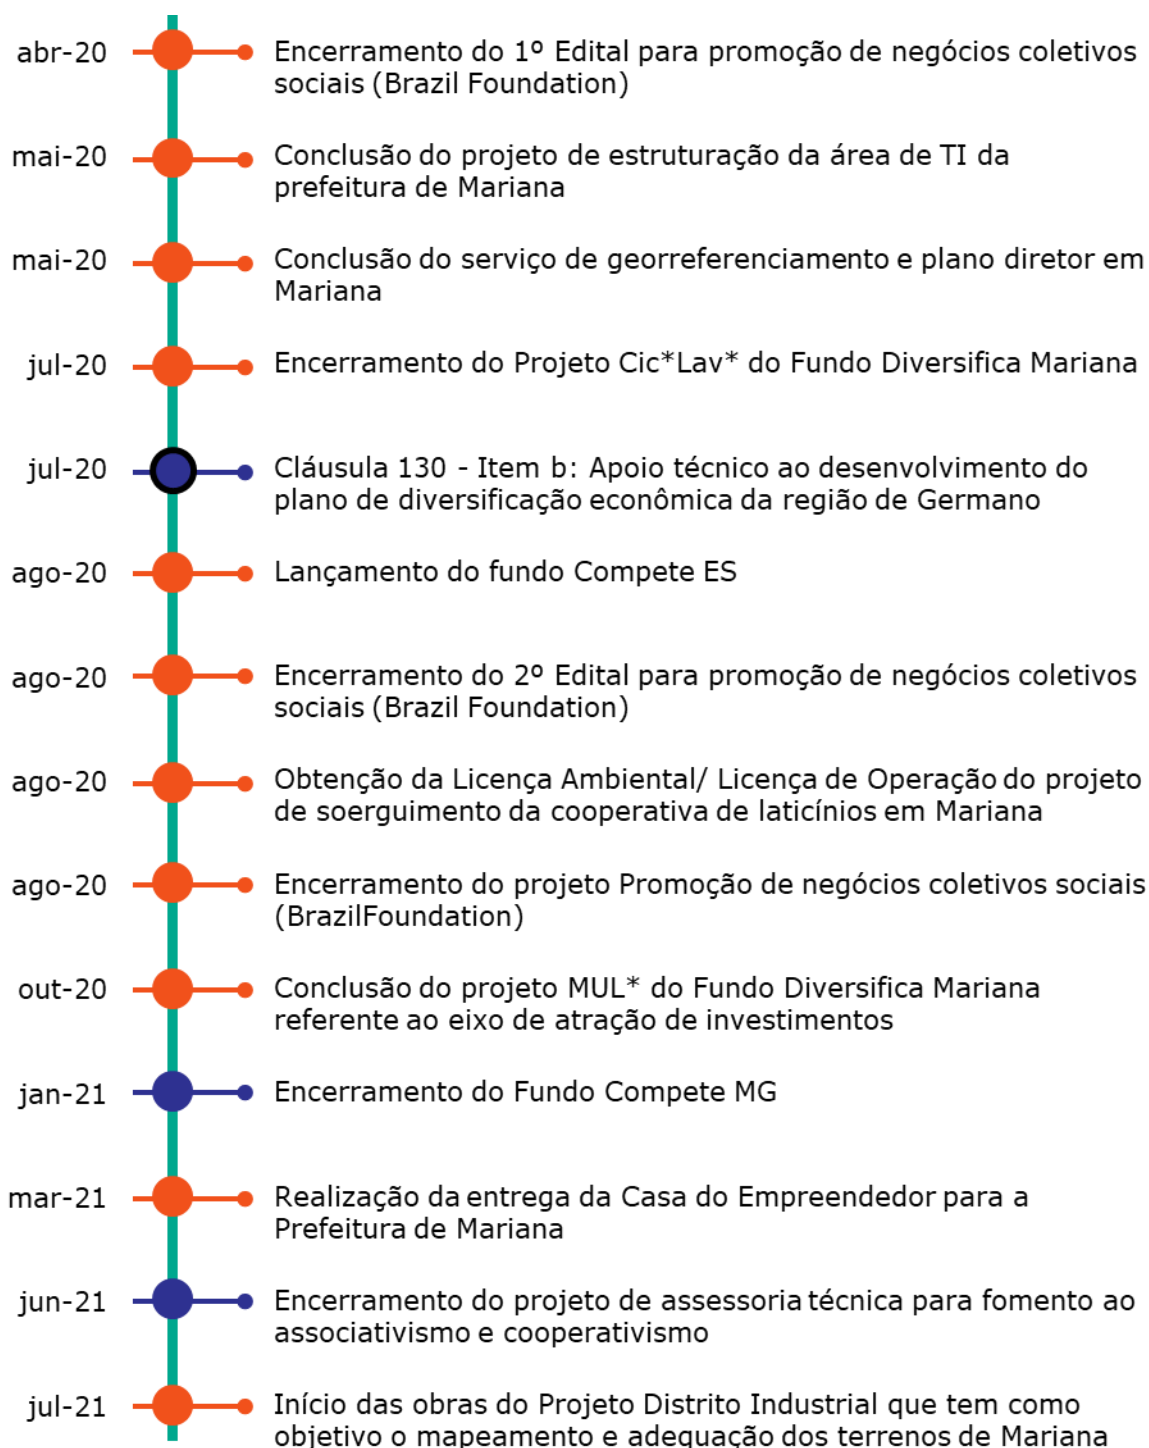 abr-20
Encerramento do 1º Edital para promoção de negócios coletivos
sociais (Brazil Foundation)
mai-20
Conclusão do projeto de estruturação da área de TI da
prefeitura de Mariana
mai-20
Conclusão do serviço de georreferenciamento e plano diretor em
Mariana
jul-20
Encerramento do Projeto Cic*Lav* do Fundo Diversifica Mariana
jul-20
Cláusula 130 - Item b: Apoio técnico ao desenvolvimento do
plano de diversificação econômica da região de Germano
ago-20
Lançamento do fundo Compete ES
ago-20
Encerramento do 2º Edital para promoção de negócios coletivos
sociais (Brazil Foundation)
ago-20
Obtenção da Licença Ambiental/ Licença de Operação do projeto
de soerguimento da cooperativa de laticínios em Mariana
ago-20
Encerramento do projeto Promoção de negócios coletivos sociais
(BrazilFoundation)
out-20
Conclusão do projeto MUL* do Fundo Diversifica Mariana
referente ao eixo de atração de investimentos
jan-21
Encerramento do Fundo Compete MG
mar-21
Realização da entrega da Casa do Empreendedor para a
Prefeitura de Mariana
jun-21
Encerramento do projeto de assessoria técnica para fomento ao
associativismo e cooperativismo
jul-21
Início das obras do Projeto Distrito Industrial que tem como
objetivo o mapeamento e adequação dos terrenos de Mariana